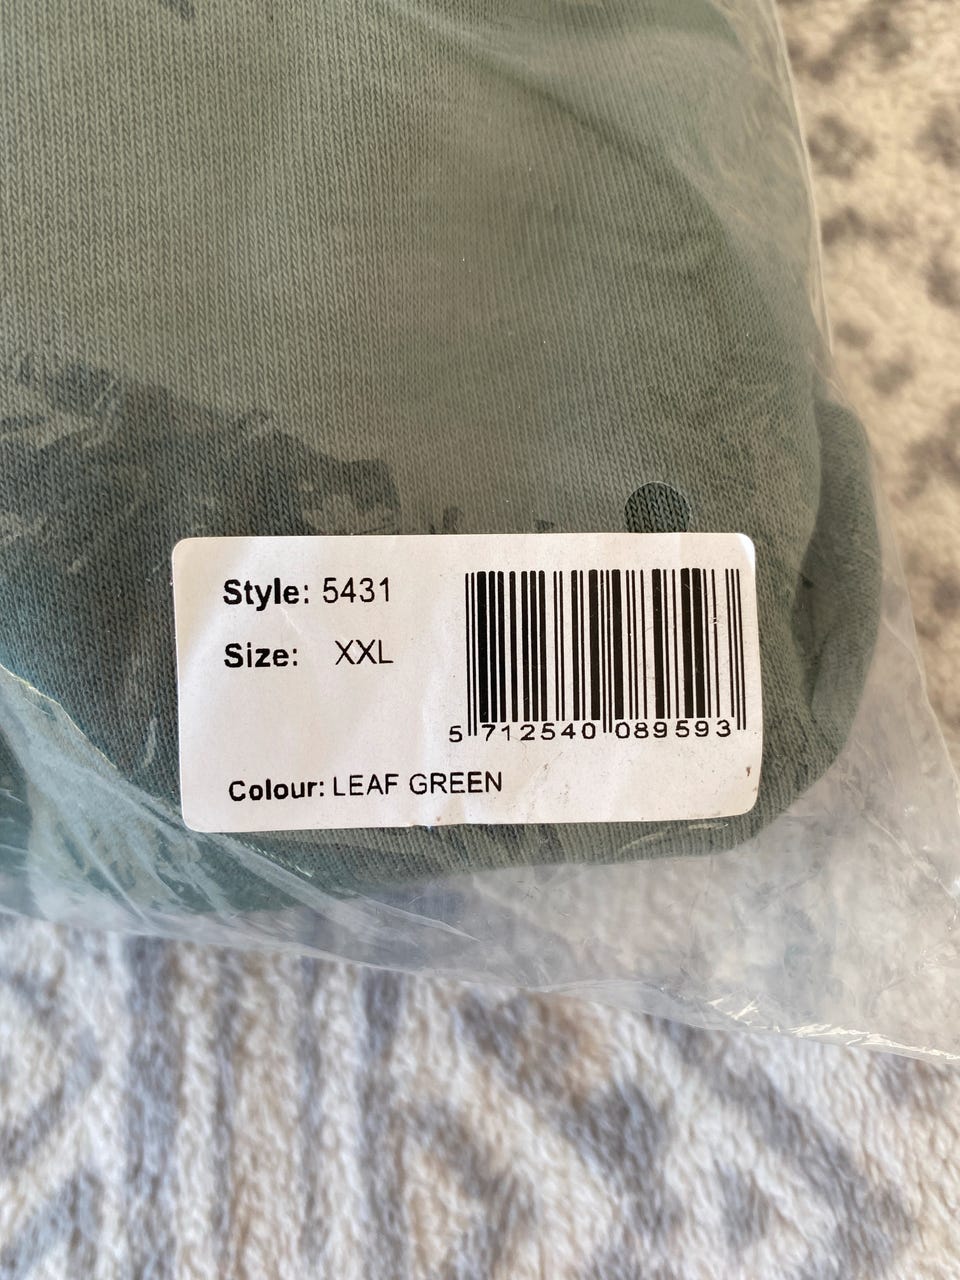 Style: 5431
Size: XXL
5 712540 089593
Colour: LEAF GREEN